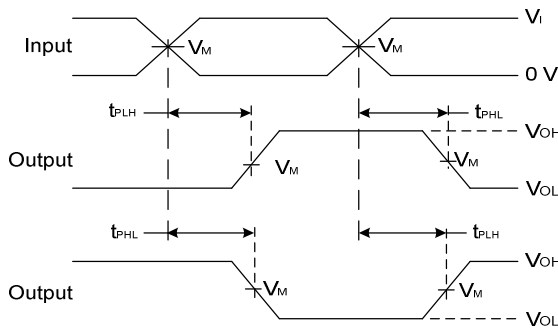 VI
Input
VM
VM
0 V
tPLH
tPHL
VOH
Output
VM
VM
VOL
tPHL
tPLH
VOH
Output
VM
VM
VOL